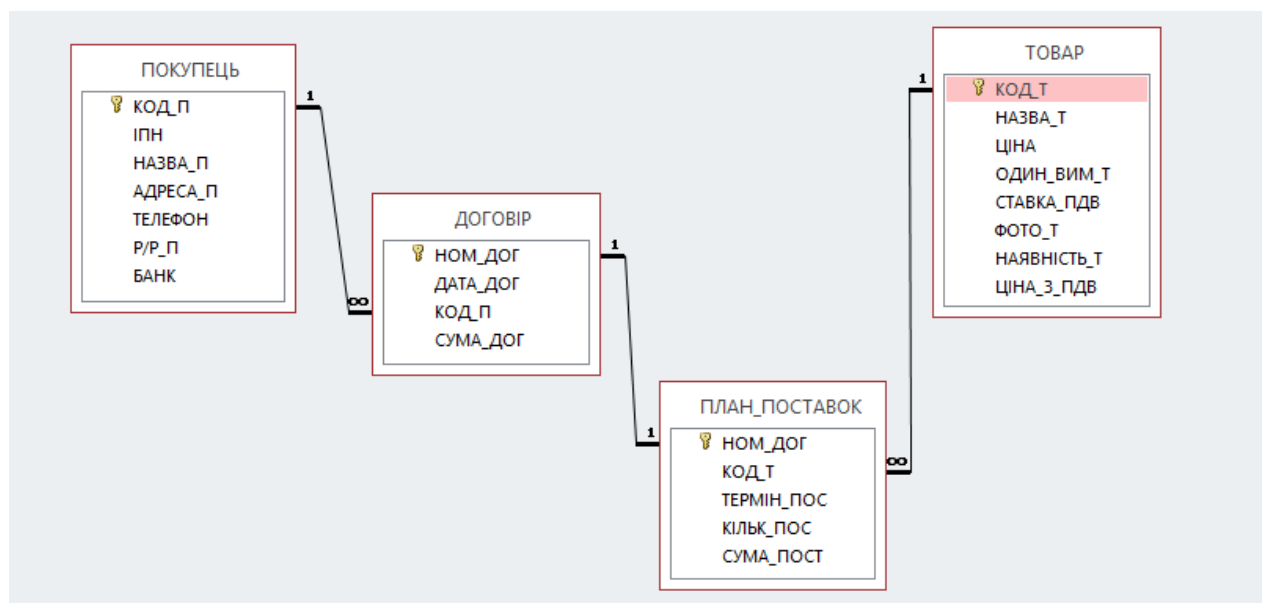 ПОКУПЕЦЬ
КОД_П
ІПН
НАЗВА_П
АДРЕСА_П
ТЕЛЕФОН
Р/Р_П
БАНК
1
∞
ДОГОВІР
НОМ_ДОГ
ДАТА_ДОГ
КОД_П
СУМА_ДОГ
1
1
ПЛАН_ПОСТАВОК
НОМ_ДОГ
КОД_Т
ТЕРМІН_ПОС
КІЛЬК_ПОС
СУМА_ПОСТ
∞
1
ТОВАР
КОД_Т
НАЗВА_Т
ЦІНА
ОДИН_ВИМ_Т
СТАВКА_ПДВ
ФОТО_Т
НАЯВНІСТЬ_Т
ЦІНА_З_ПДВ